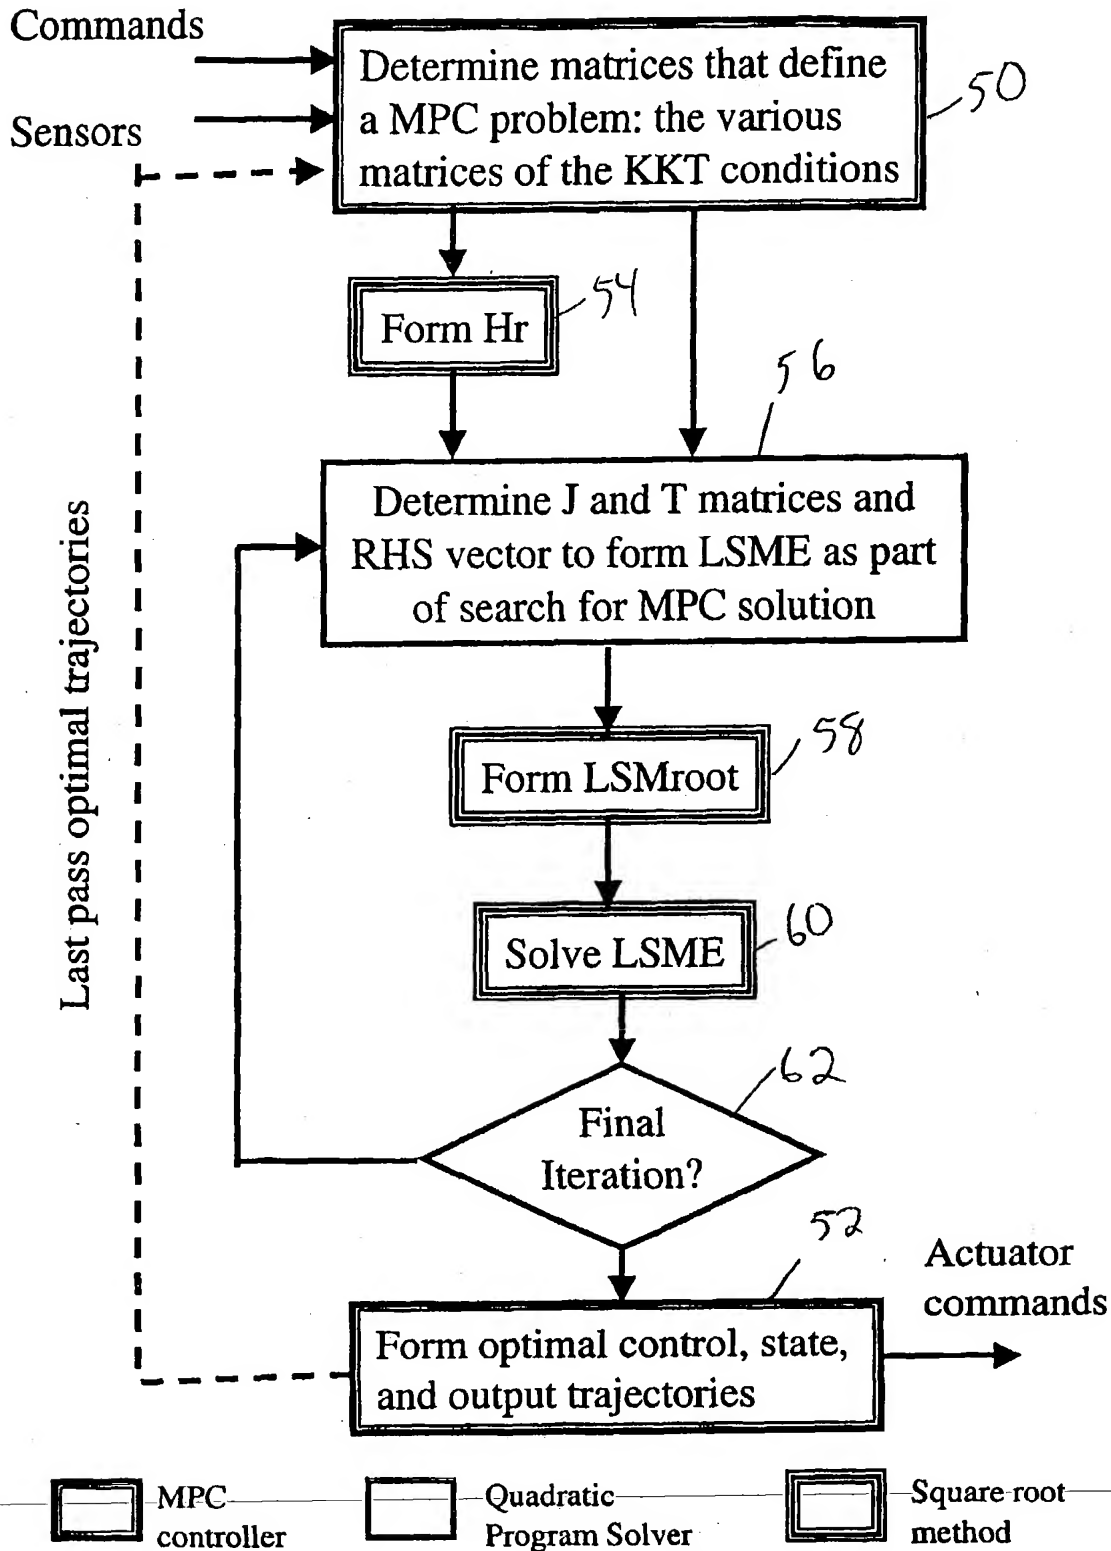 Commands
Sensors
Determine matrices that define
a MPC problem: the various
matrices of the KKT conditions
50
Form Hr
54
56
Determine J and T matrices and
RHS vector to form LSME as part
of search for MPC solution
Last pass optimal trajectories
Form LSMroot
58
Solve LSME
60
Final
Iteration?
62
52
Actuator
commands
Form optimal control, state,
and output trajectories
MPC
controller
Quadratic
Program Solver
Square root
method